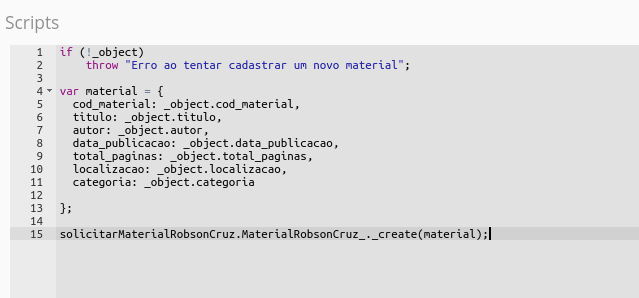 Scripts
1 if (!_object)
2     throw "Erro ao tentar cadastrar um novo material";
3
4 var material = {
5   cod_material: _object.cod_material,
6   titulo: _object.titulo,
7   autor: _object.autor,
8   data_publicacao: _object.data_publicacao,
9   total_paginas: _object.total_paginas,
10   localizacao: _object.localizacao,
11   categoria: _object.categoria
12
13 };
14
15 solicitarMaterialRobsonCruz.MaterialRobsonCruz_._create(material);